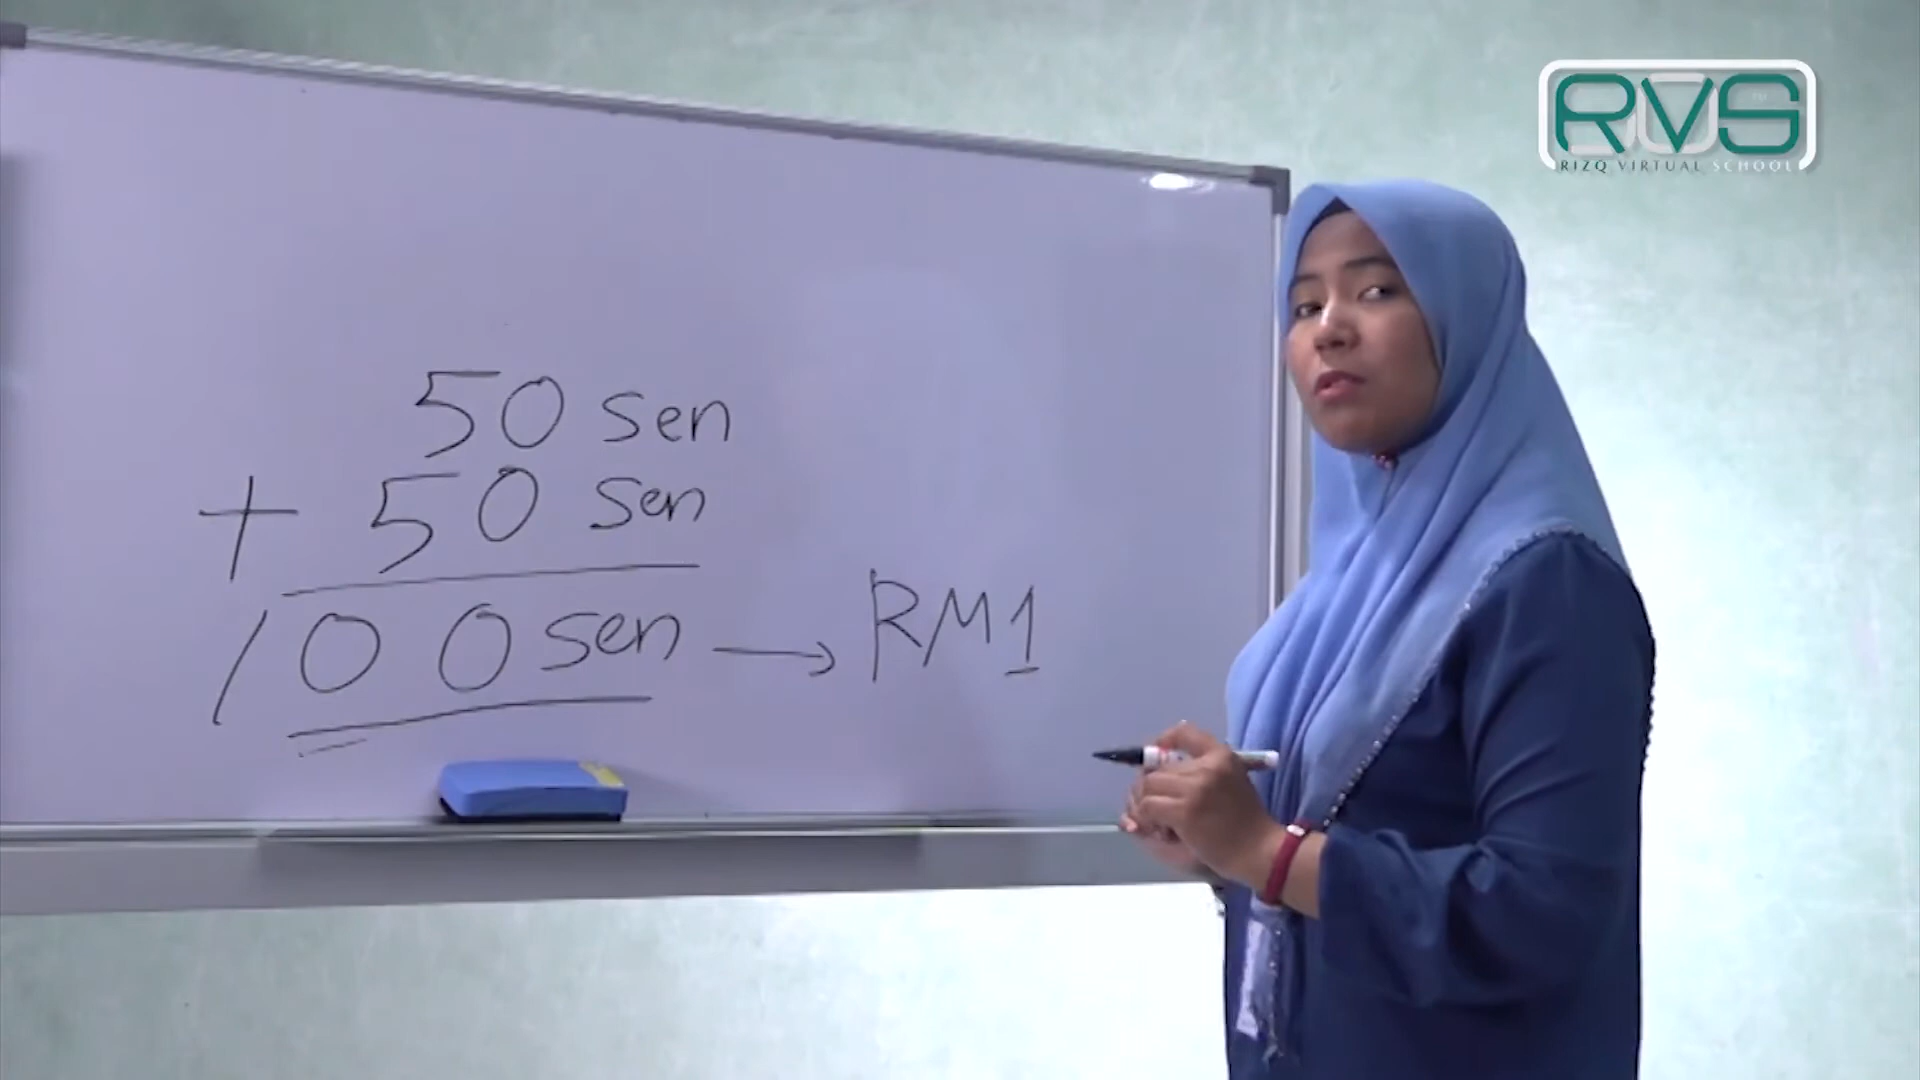 RVS
RIZQ VIRTUAL SCHOOL
50 sen
+ 50 sen
100 sen → RM1